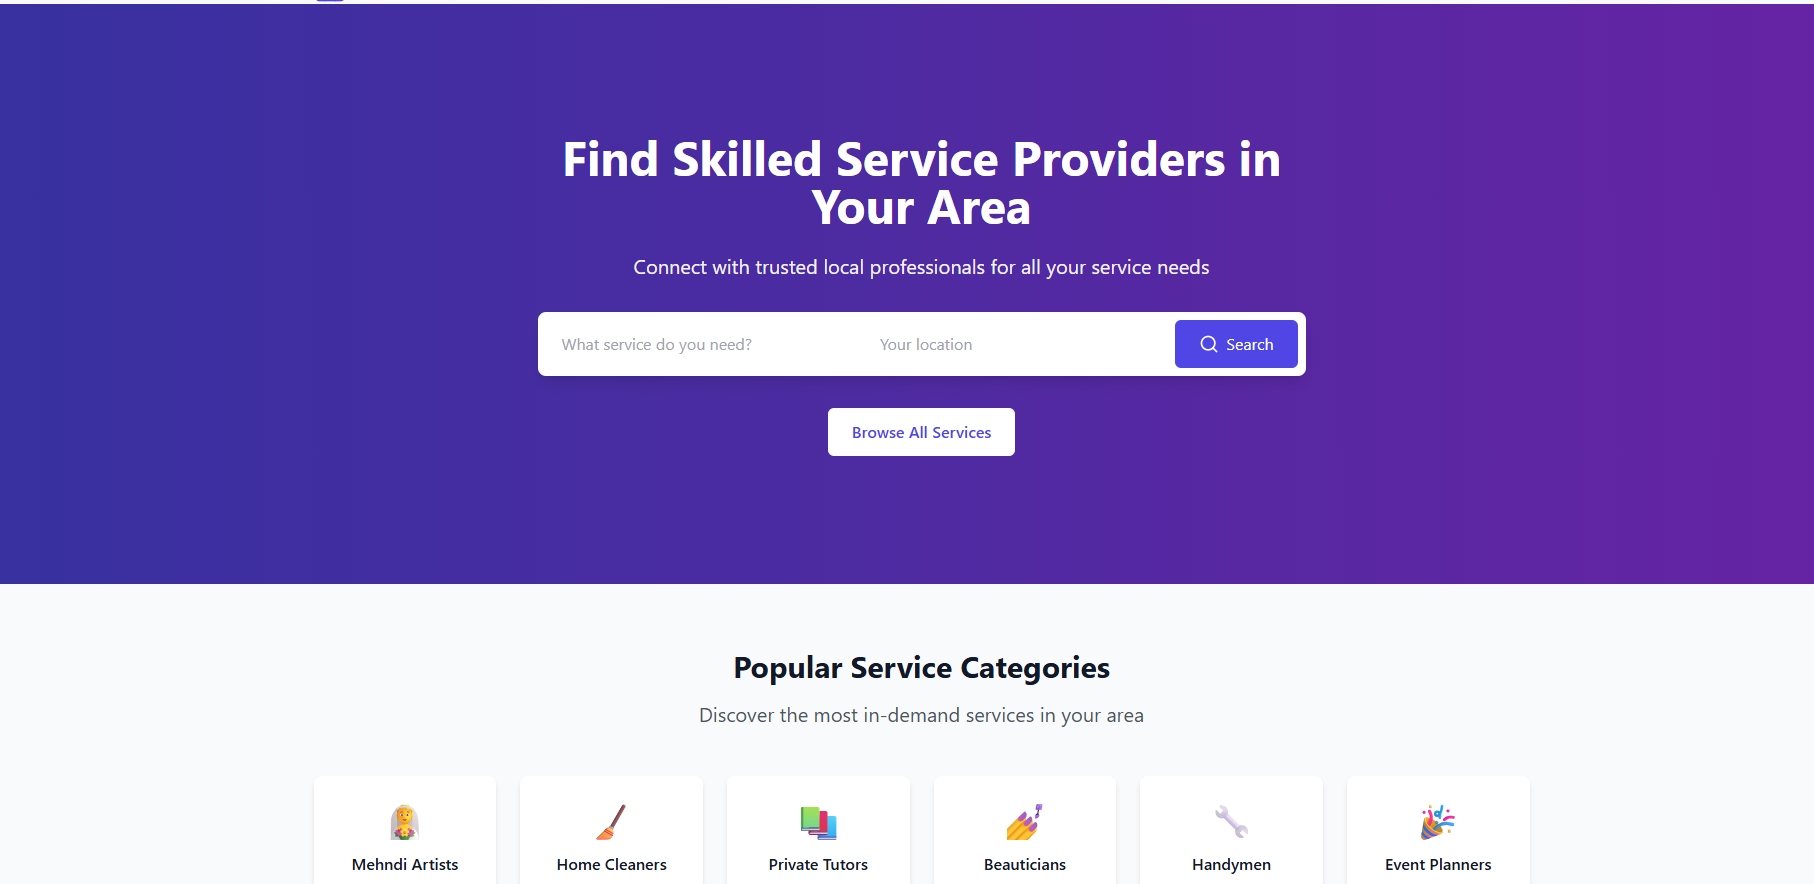 Find Skilled Service Providers in
Your Area
Connect with trusted local professionals for all your service needs
What service do you need?
Your location
Search
Browse All Services
Popular Service Categories
Discover the most in-demand services in your area
Mehndi Artists
Home Cleaners
Private Tutors
Beauticians
Handymen
Event Planners